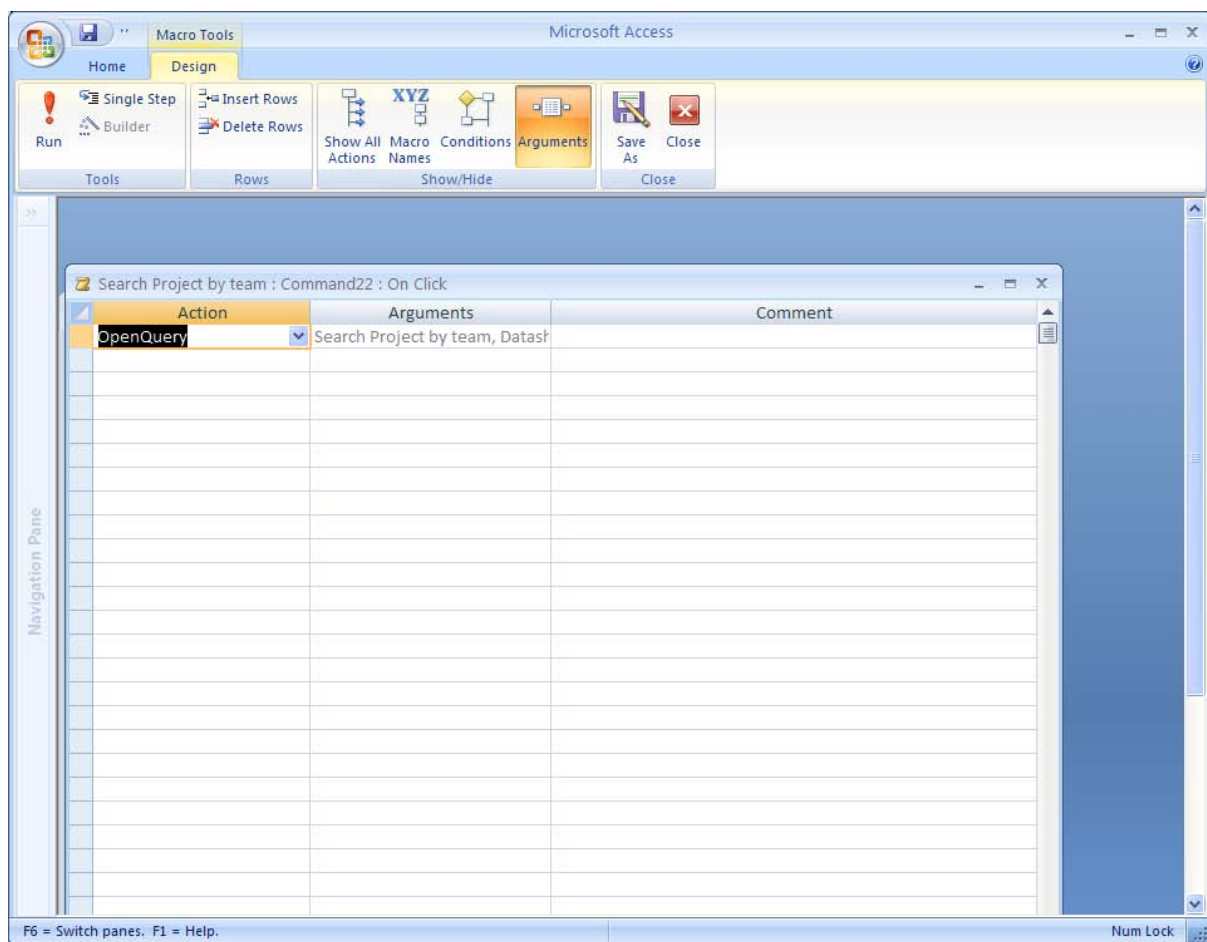 Macro Tools
Microsoft Access
Home
Design
Run
Single Step
Builder
Tools
Insert Rows
Delete Rows
Rows
Show All Actions
XYZ
Macro Names
Conditions
Arguments
Show/Hide
Save As
Close
Close
Search Project by team : Command22 : On Click
Action
Arguments
Comment
OpenQuery
Search Project by team, Datash
Navigation Pane
F6 = Switch panes. F1 = Help.
Num Lock